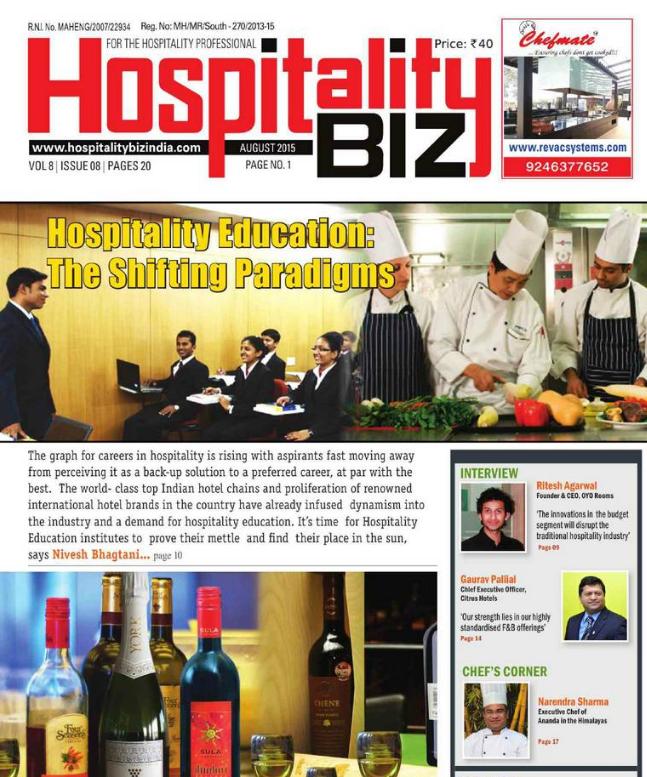 R.N.I. No. MAHENG/2007/22934 Reg. No: MH/MR/South - 270/2013-15
FOR THE HOSPITALITY PROFESSIONAL
Price: ₹40
Hospitality
BIZ
www.hospitalitybizindia.com
AUGUST 2015
VOL 8 | ISSUE 08 | PAGES 20
PAGE NO. 1
Chefmate
... Ensuring chefs dont get cooked!!!
www.revacsystems.com
9246377652
Hospitality Education:
The Shifting Paradigms
The graph for careers in hospitality is rising with aspirants fast moving away
from perceiving it as a back-up solution to a preferred career, at par with the
best. The world- class top Indian hotel chains and proliferation of renowned
international hotel brands in the country have already infused dynamism into
the industry and a demand for hospitality education. It's time for Hospitality
Education institutes to prove their mettle and find their place in the sun,
says Nivesh Bhagtani... page 10
INTERVIEW
Ritesh Agarwal
Founder & CEO, OYO Rooms
'The innovations in the budget
segment will disrupt the
traditional hospitality industry'
Page 09
Gaurav Pallial
Chief Executive Officer,
Citrus Hotels
'Our strength lies in our highly
standardised F&B offerings'
Page 14
CHEF'S CORNER
Narendra Sharma
Executive Chef of
Ananda in the Himalayas
Page 17
YORK
SULA
Four
Seasons
SULA